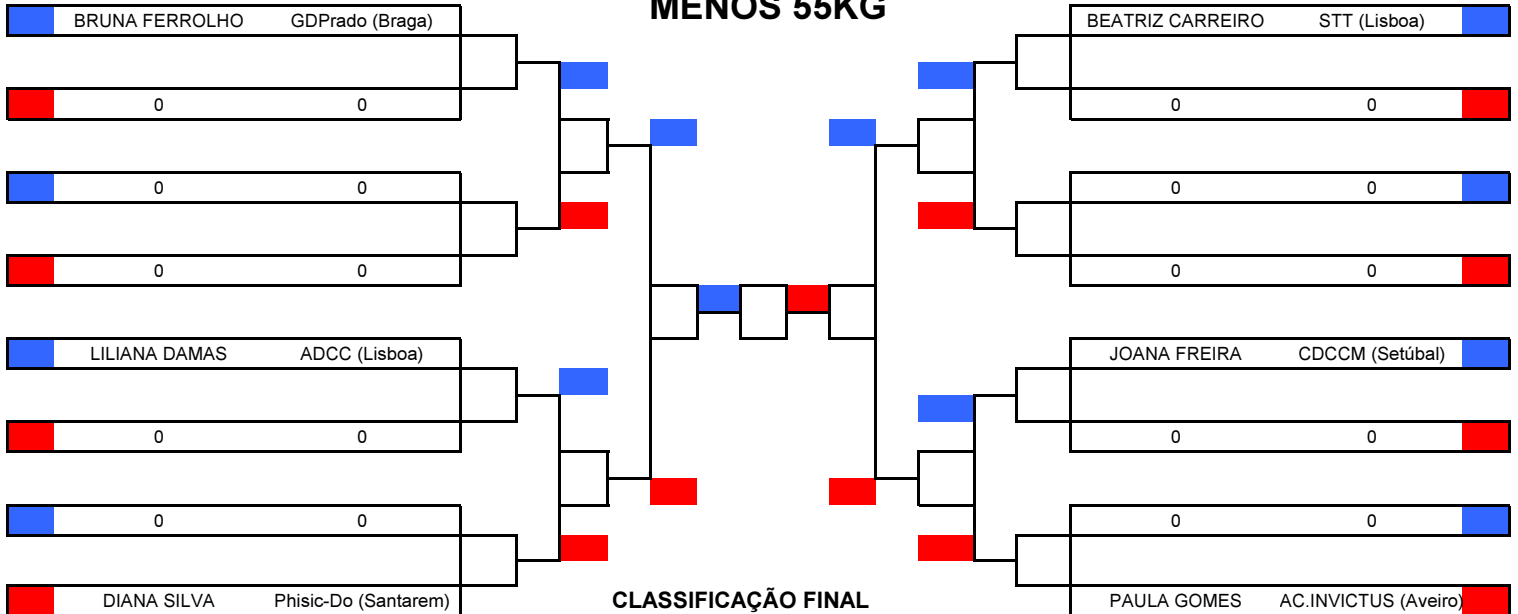 MENOS 55KG
BRUNA FERROLHO GDPrado (Braga)
0 0
0 0
0 0
LILIANA DAMAS ADCC (Lisboa)
0 0
0 0
DIANA SILVA Phisic-Do (Santarem)
BEATRIZ CARREIRO STT (Lisboa)
0 0
0 0
0 0
JOANA FREIRA CDCCM (Setúbal)
0 0
0 0
PAULA GOMES AC.INVICTUS (Aveiro)
CLASSIFICAÇÃO FINAL